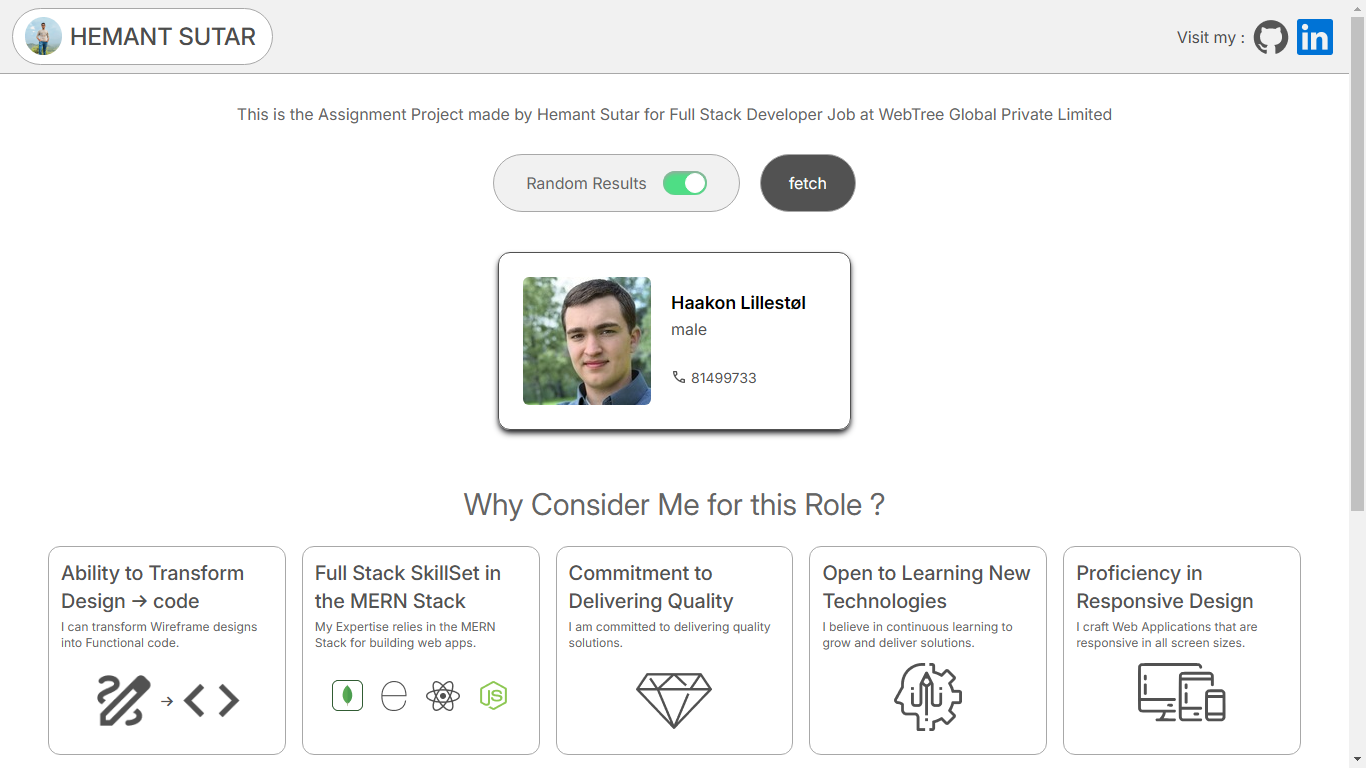 HEMANT SUTAR
Visit my :
in
This is the Assignment Project made by Hemant Sutar for Full Stack Developer Job at WebTree Global Private Limited
Random Results
fetch
Haakon Lillestøl
male
81499733
Why Consider Me for this Role ?
Ability to Transform
Design → code
I can transform Wireframe designs
into Functional code.
→
Full Stack SkillSet in
the MERN Stack
My Expertise relies in the MERN
Stack for building web apps.
JS
Commitment to
Delivering Quality
I am committed to delivering quality
solutions.
Open to Learning New
Technologies
I believe in continuous learning to
grow and deliver solutions.
Proficiency in
Responsive Design
I craft Web Applications that are
responsive in all screen sizes.